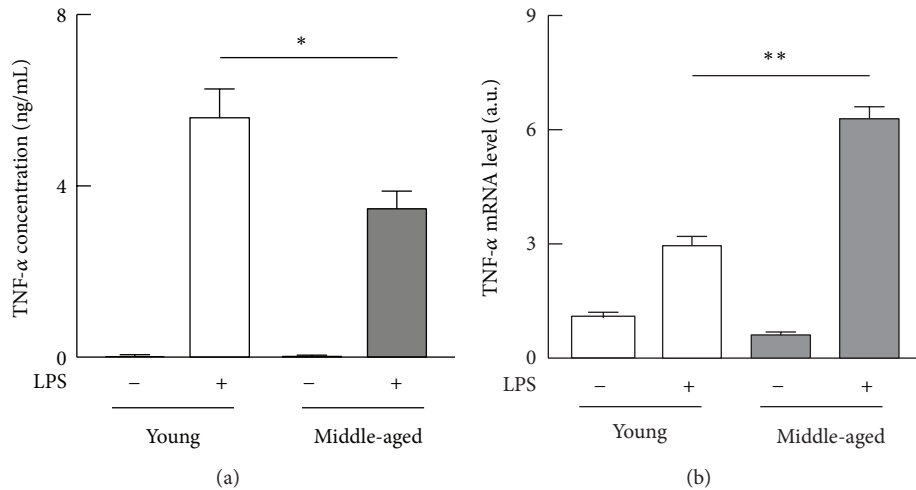 8
*
TNF-α concentration (ng/mL)
4
0
LPS
− + − +
Young Middle-aged
(a)
9
**
TNF-α mRNA level (a.u.)
6
3
0
LPS
− + − +
Young Middle-aged
(b)